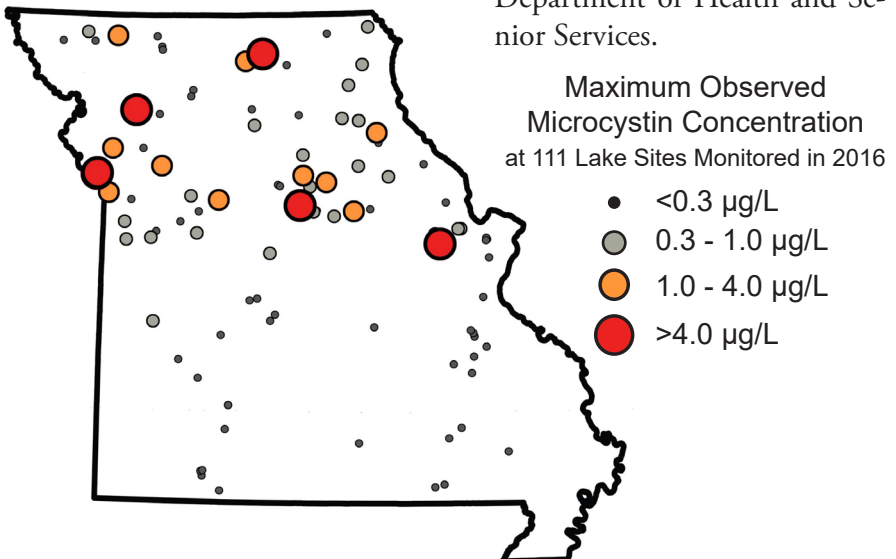 Department of Health and Se-
nior Services.
Maximum Observed
Microcystin Concentration
at 111 Lake Sites Monitored in 2016
<0.3 µg/L
0.3 - 1.0 µg/L
1.0 - 4.0 µg/L
>4.0 µg/L